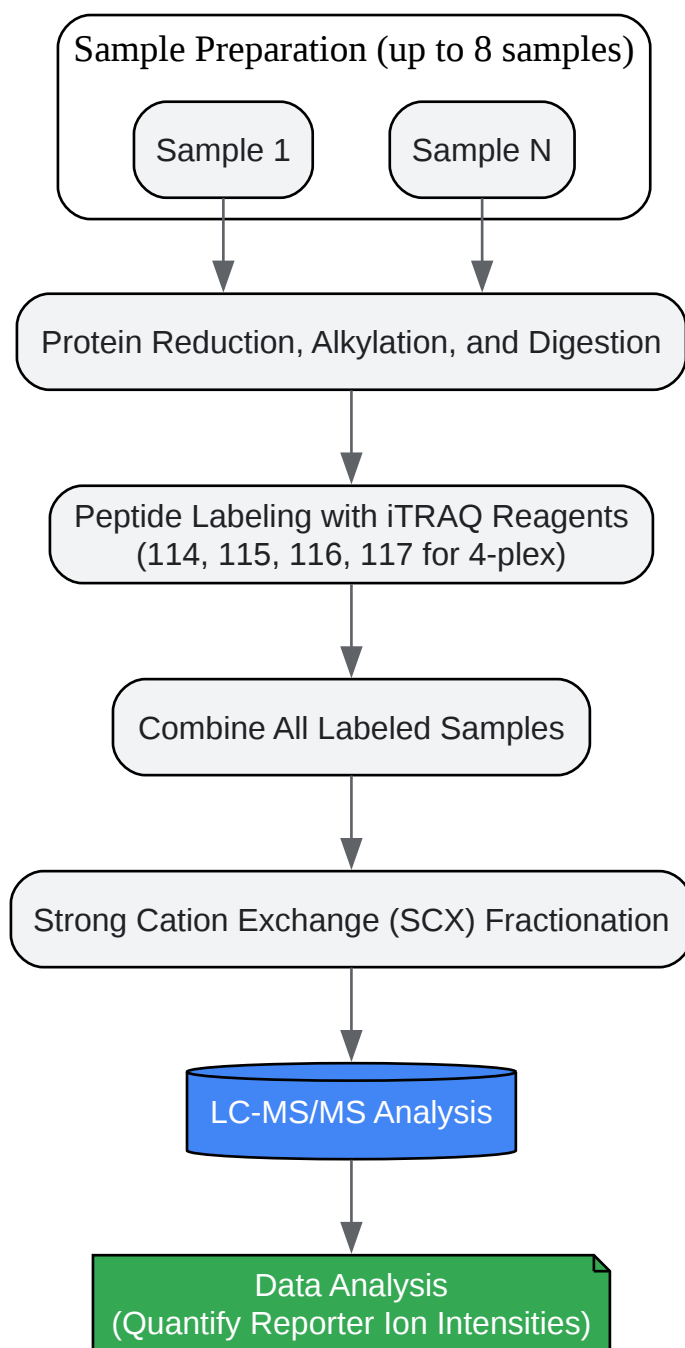 Sample Preparation (up to 8 samples)
Sample 1
Sample N
Protein Reduction, Alkylation, and Digestion
Peptide Labeling with iTRAQ Reagents
(114, 115, 116, 117 for 4-plex)
Combine All Labeled Samples
Strong Cation Exchange (SCX) Fractionation
LC-MS/MS Analysis
Data Analysis
(Quantify Reporter Ion Intensities)